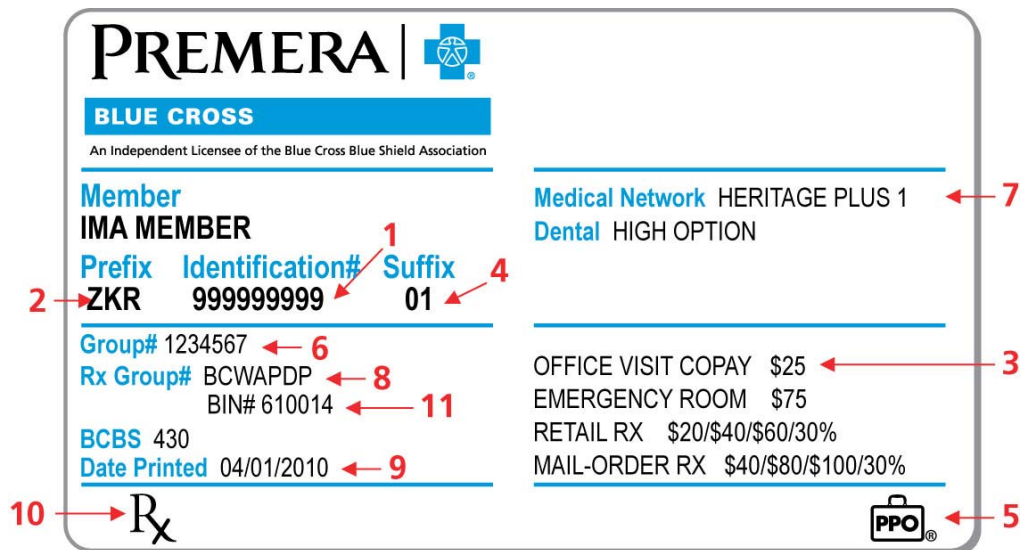 PREMERA
BLUE CROSS
An Independent Licensee of the Blue Cross Blue Shield Association
Member
IMA MEMBER
1
Prefix Identification# Suffix
4
2 ZKR 999999999 01
Medical Network HERITAGE PLUS 1 7
Dental HIGH OPTION
Group# 1234567 6
Rx Group# BCWAPDP 8
BIN# 610014 11
BCBS 430
Date Printed 04/01/2010 9
OFFICE VISIT COPAY $25 3
EMERGENCY ROOM $75
RETAIL RX $20/$40/$60/30%
MAIL-ORDER RX $40/$80/$100/30%
10 Rx
PPO® 5